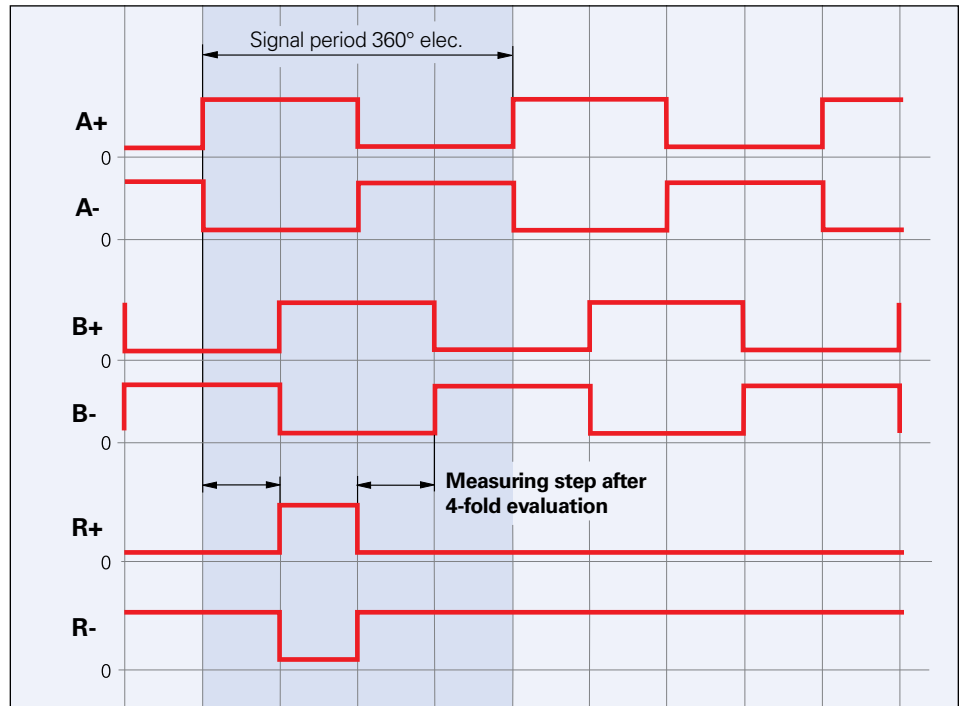 Signal period 360° elec.
A+
0
A-
0
B+
0
B-
0
Measuring step after
4-fold evaluation
R+
0
R-
0